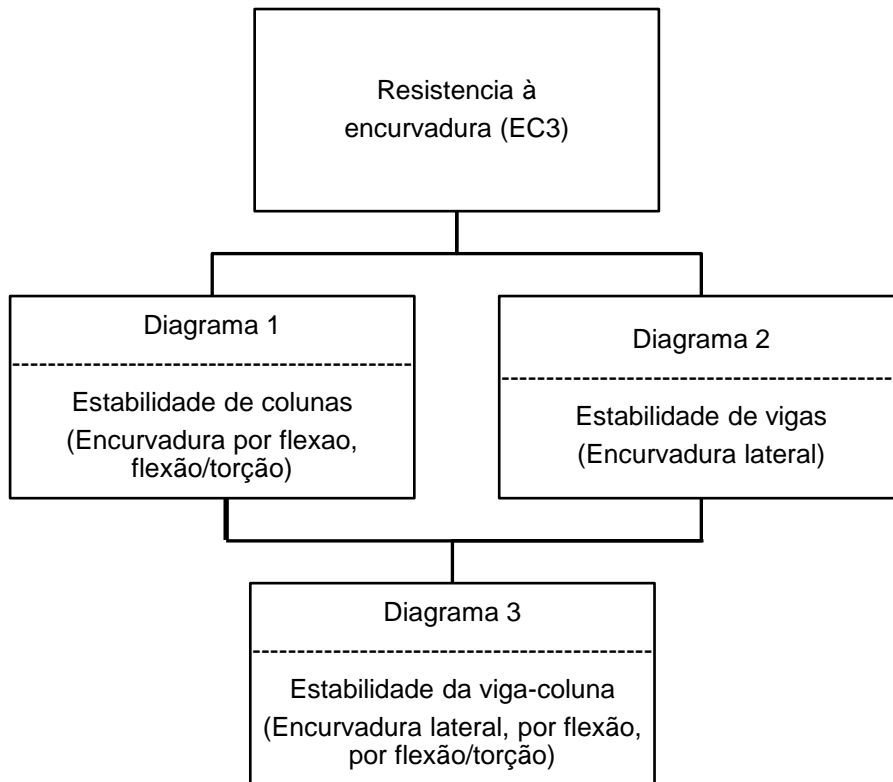 Resistencia à
encurvadura (EC3)
Diagrama 1
Estabilidade de colunas
(Encurvadura por flexao,
flexão/torção)
Diagrama 2
Estabilidade de vigas
(Encurvadura lateral)
Diagrama 3
Estabilidade da viga-coluna
(Encurvadura lateral, por flexão,
por flexão/torção)